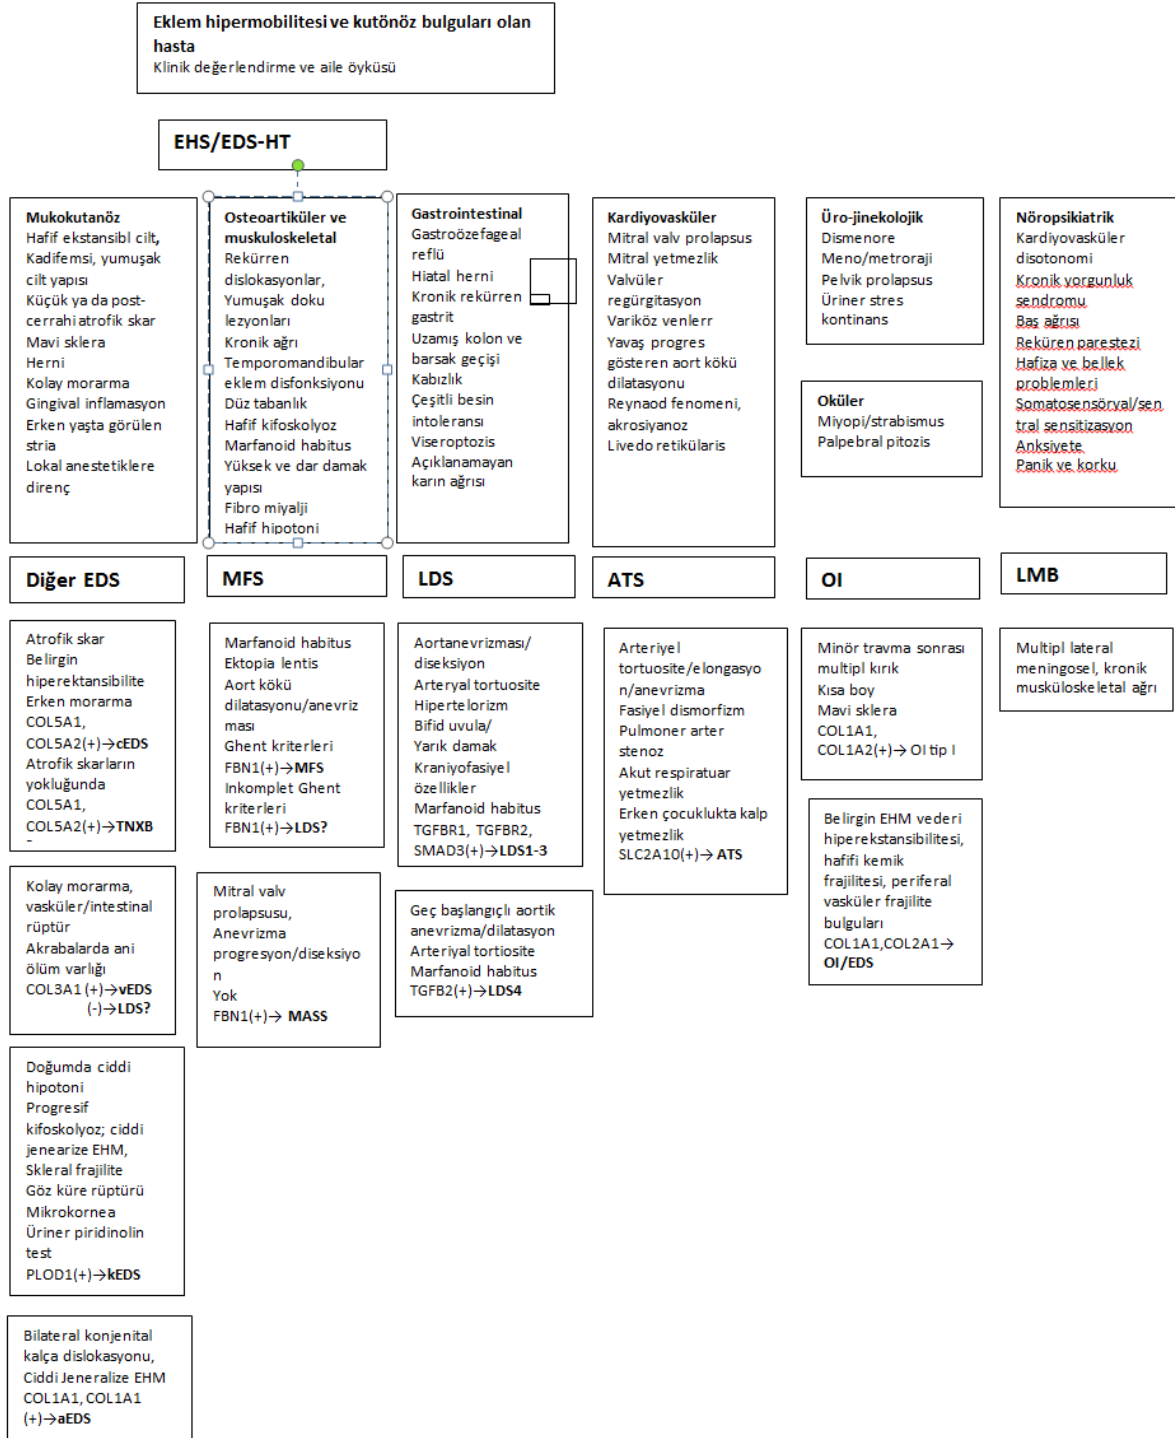 Eklem hipermobilitesi ve kutönöz bulguları olan
hasta
Klinik değerlendirme ve aile öyküsü
EHS/EDS-HT
Mukokutanöz
Hafif ekstansibl cilt,
Kadifemsi, yumuşak
cilt yapısı
Küçük ya da post-
cerrahi atrofik skar
Mavi sklera
Herni
Kolay morarma
Gingival inflamasyon
Erken yaşta görülen
stria
Lokal anestetiklere
direnç
Osteoartiküler ve
muskuloskeletal
Rekürren
dislokasyonlar,
Yumuşak doku
lezyonları
Kronik ağrı
Temporomandibular
eklem disfonksiyonu
Düz tabanlık
Hafif kifoskolyoz
Marfanoid habitus
Yüksek ve dar damak
yapısı
Fibro miyalji
Hafif hipotoni
Gastrointestinal
Gastroözefageal
reflü
Hiatal herni
Kronik rekürren
gastrit
Uzamış kolon ve
barsak geçişi
Kabızlık
Çeşitli besin
intoleransı
Viseroptozis
Açıklanamayan
karın ağrısı
Kardiyovasküler
Mitral valv prolapsus
Mitral yetmezlik
Valvüler
regürgitasyon
Variköz venlerr
Yavaş progres
gösteren aort kökü
dilatasyonu
Reynaod fenomeni,
akrosiyanoz
Livedo retikülaris
Üro-jinekolojik
Dismenore
Meno/metroraji
Pelvik prolapsus
Üriner stres
kontinans
Oküler
Miyopi/strabismus
Palpebral pitozis
Nöropsikiatrik
Kardiyovasküler
disotonomi
Kronik yorgunluk
sendromu
Baş ağrısı
Reküren parestezi
Hafiza ve bellek
problemleri
Somatosensöryal/sen
tral sensitizasyon
Anksiyete
Panik ve korku
Diğer EDS
MFS
LDS
ATS
OI
LMB
Atrofik skar
Belirgin
hiperektansibilite
Erken morarma
COL5A1,
COL5A2(+)→cEDS
Atrofik skarların
yokluğunda
COL5A1,
COL5A2(+)→TNXB
Kolay morarma,
vasküler/intestinal
rüptür
Akrabalarda ani
ölüm varlığı
COL3A1 (+)→vEDS
(-)→LDS?
Doğumda ciddi
hipotoni
Progresif
kifoskolyoz; ciddi
jenearize EHM,
Skleral frajilite
Göz küre rüptürü
Mikrokornea
Üriner piridinolin
test
PLOD1(+)→kEDS
Bilateral konjenital
kalça dislokasyonu,
Ciddi Jeneralize EHM
COL1A1, COL1A1
(+)→aEDS
Marfanoid habitus
Ektopia lentis
Aort kökü
dilatasyonu/anevriz
ması
Ghent kriterleri
FBN1(+)→MFS
Inkomplet Ghent
kriterleri
FBN1(+)→LDS?
Mitral valv
prolapsusu,
Anevrizma
progresyon/diseksiyo
n
Yok
FBN1(+)→ MASS
Aortanevrizması/
diseksiyon
Arteryal tortuosite
Hipertelorizm
Bifid uvula/
Yarık damak
Kraniyofasiyel
özellikler
Marfanoid habitus
TGFBR1, TGFBR2,
SMAD3(+)→LDS1-3
Geç başlangıçlı aortik
anevrizma/dilatasyon
Arteriyal tortiosite
Marfanoid habitus
TGFB2(+)→LDS4
Arteriyel
tortuosite/elongasyo
n/anevrizma
Fasiyel dismorfizm
Pulmoner arter
stenoz
Akut respiratuar
yetmezlik
Erken çocuklukta kalp
yetmezlik
SLC2A10(+)→ ATS
Minör travma sonrası
multipl kırık
Kısa boy
Mavi sklera
COL1A1,
COL1A2(+)→ OI tip I
Belirgin EHM vederi
hiperekstansibilitesi,
hafifi kemik
frajilitesi, periferal
vasküler frajilite
bulguları
COL1A1,COL2A1→
OI/EDS
Multipl lateral
meningosel, kronik
musküloskeletal ağrı